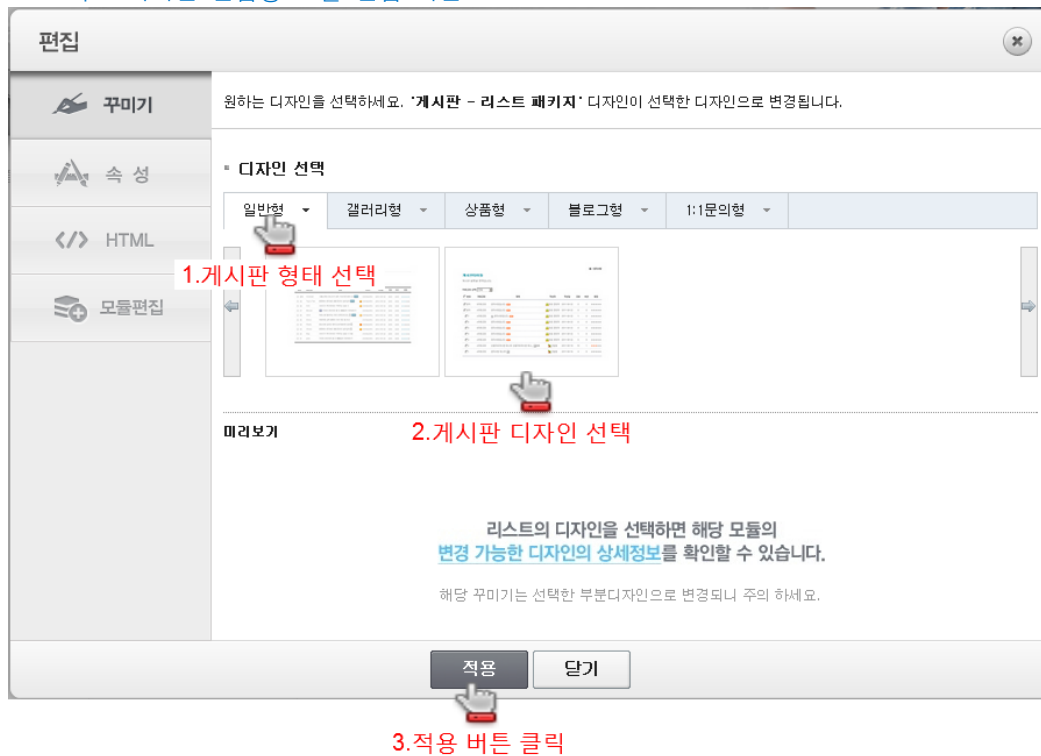 편집
꾸미기
원하는 디자인을 선택하세요. '게시판 - 리스트 패키지' 디자인이 선택한 디자인으로 변경됩니다.
속 성
디자인 선택
일반형 갤러리형 상품형 블로그형 1:1문의형
</> HTML
1.게시판 형태 선택
모듈편집
2.게시판 디자인 선택
미리보기
리스트의 디자인을 선택하면 해당 모듈의
변경 가능한 디자인의 상세정보를 확인할 수 있습니다.
해당 꾸미기는 선택한 부분디자인으로 변경되니 주의 하세요.
적용 닫기
3.적용 버튼 클릭